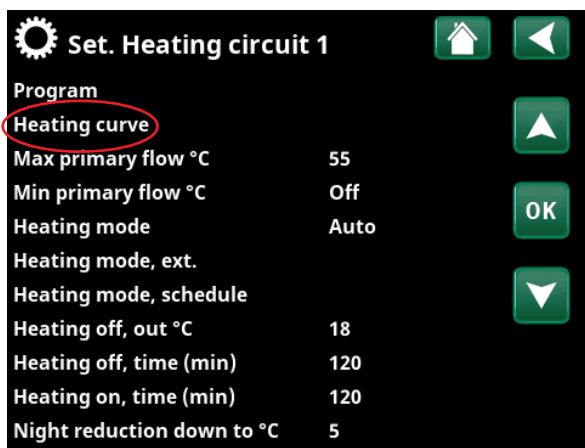 Set. Heating circuit 1
Program
Heating curve
Max primary flow °C 55
Min primary flow °C Off
Heating mode Auto
OK
Heating mode, ext.
Heating mode, schedule
Heating off, out °C 18
Heating off, time (min) 120
Heating on, time (min) 120
Night reduction down to °C 5